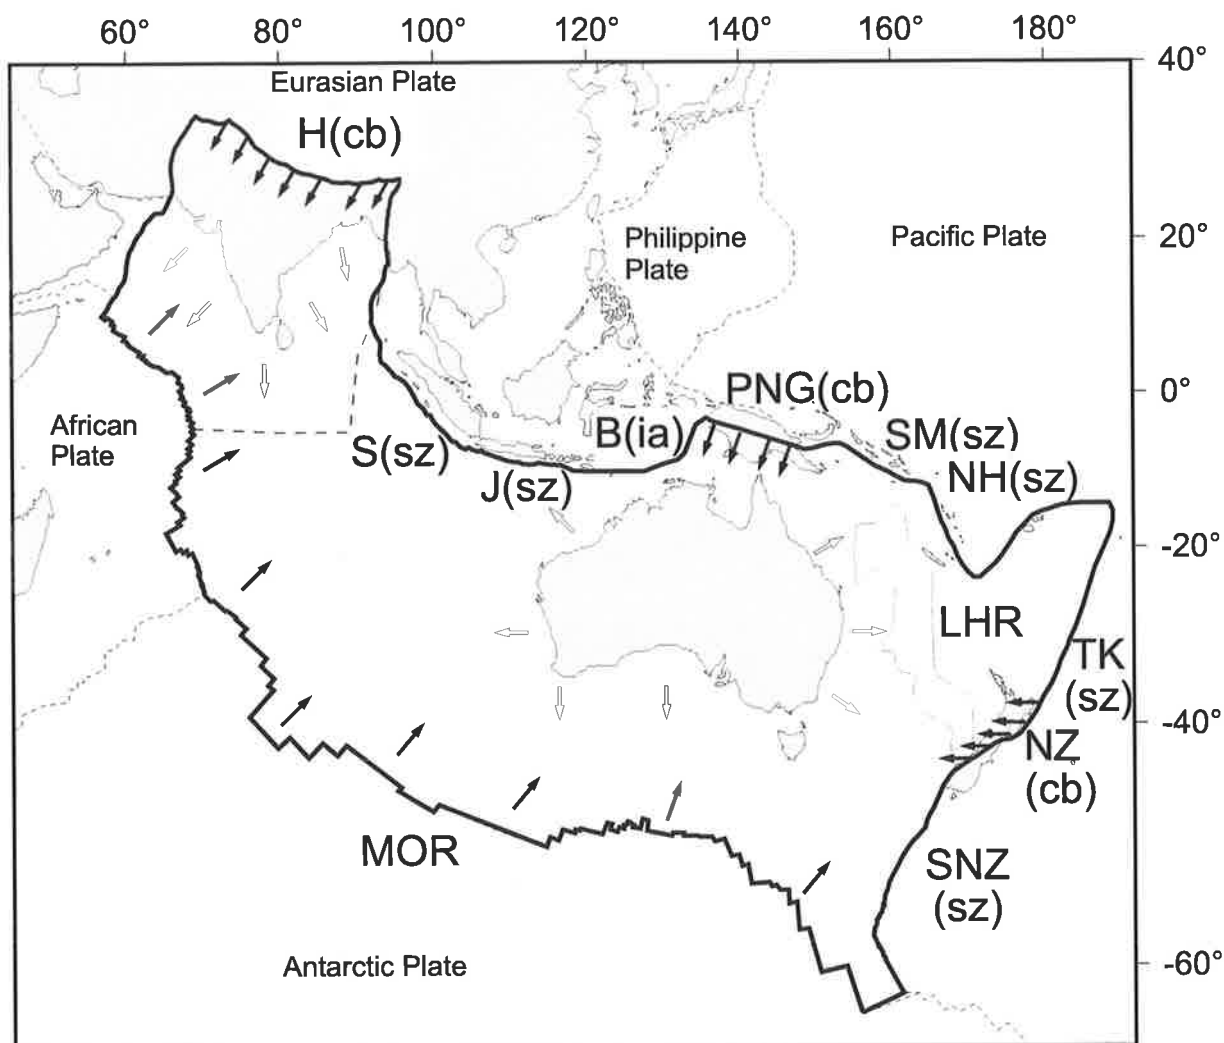 60° 80° 100° 120° 140° 160° 180°
40°
Eurasian Plate
H(cb)
Philippine
Plate
Pacific Plate
20°
0°
PNG(cb)
African
Plate
B(ia)
SM(sz)
S(sz)
J(sz)
NH(sz)
-20°
LHR
TK
(sz)
-40°
NZ
(cb)
MOR
SNZ
(sz)
Antarctic Plate
-60°